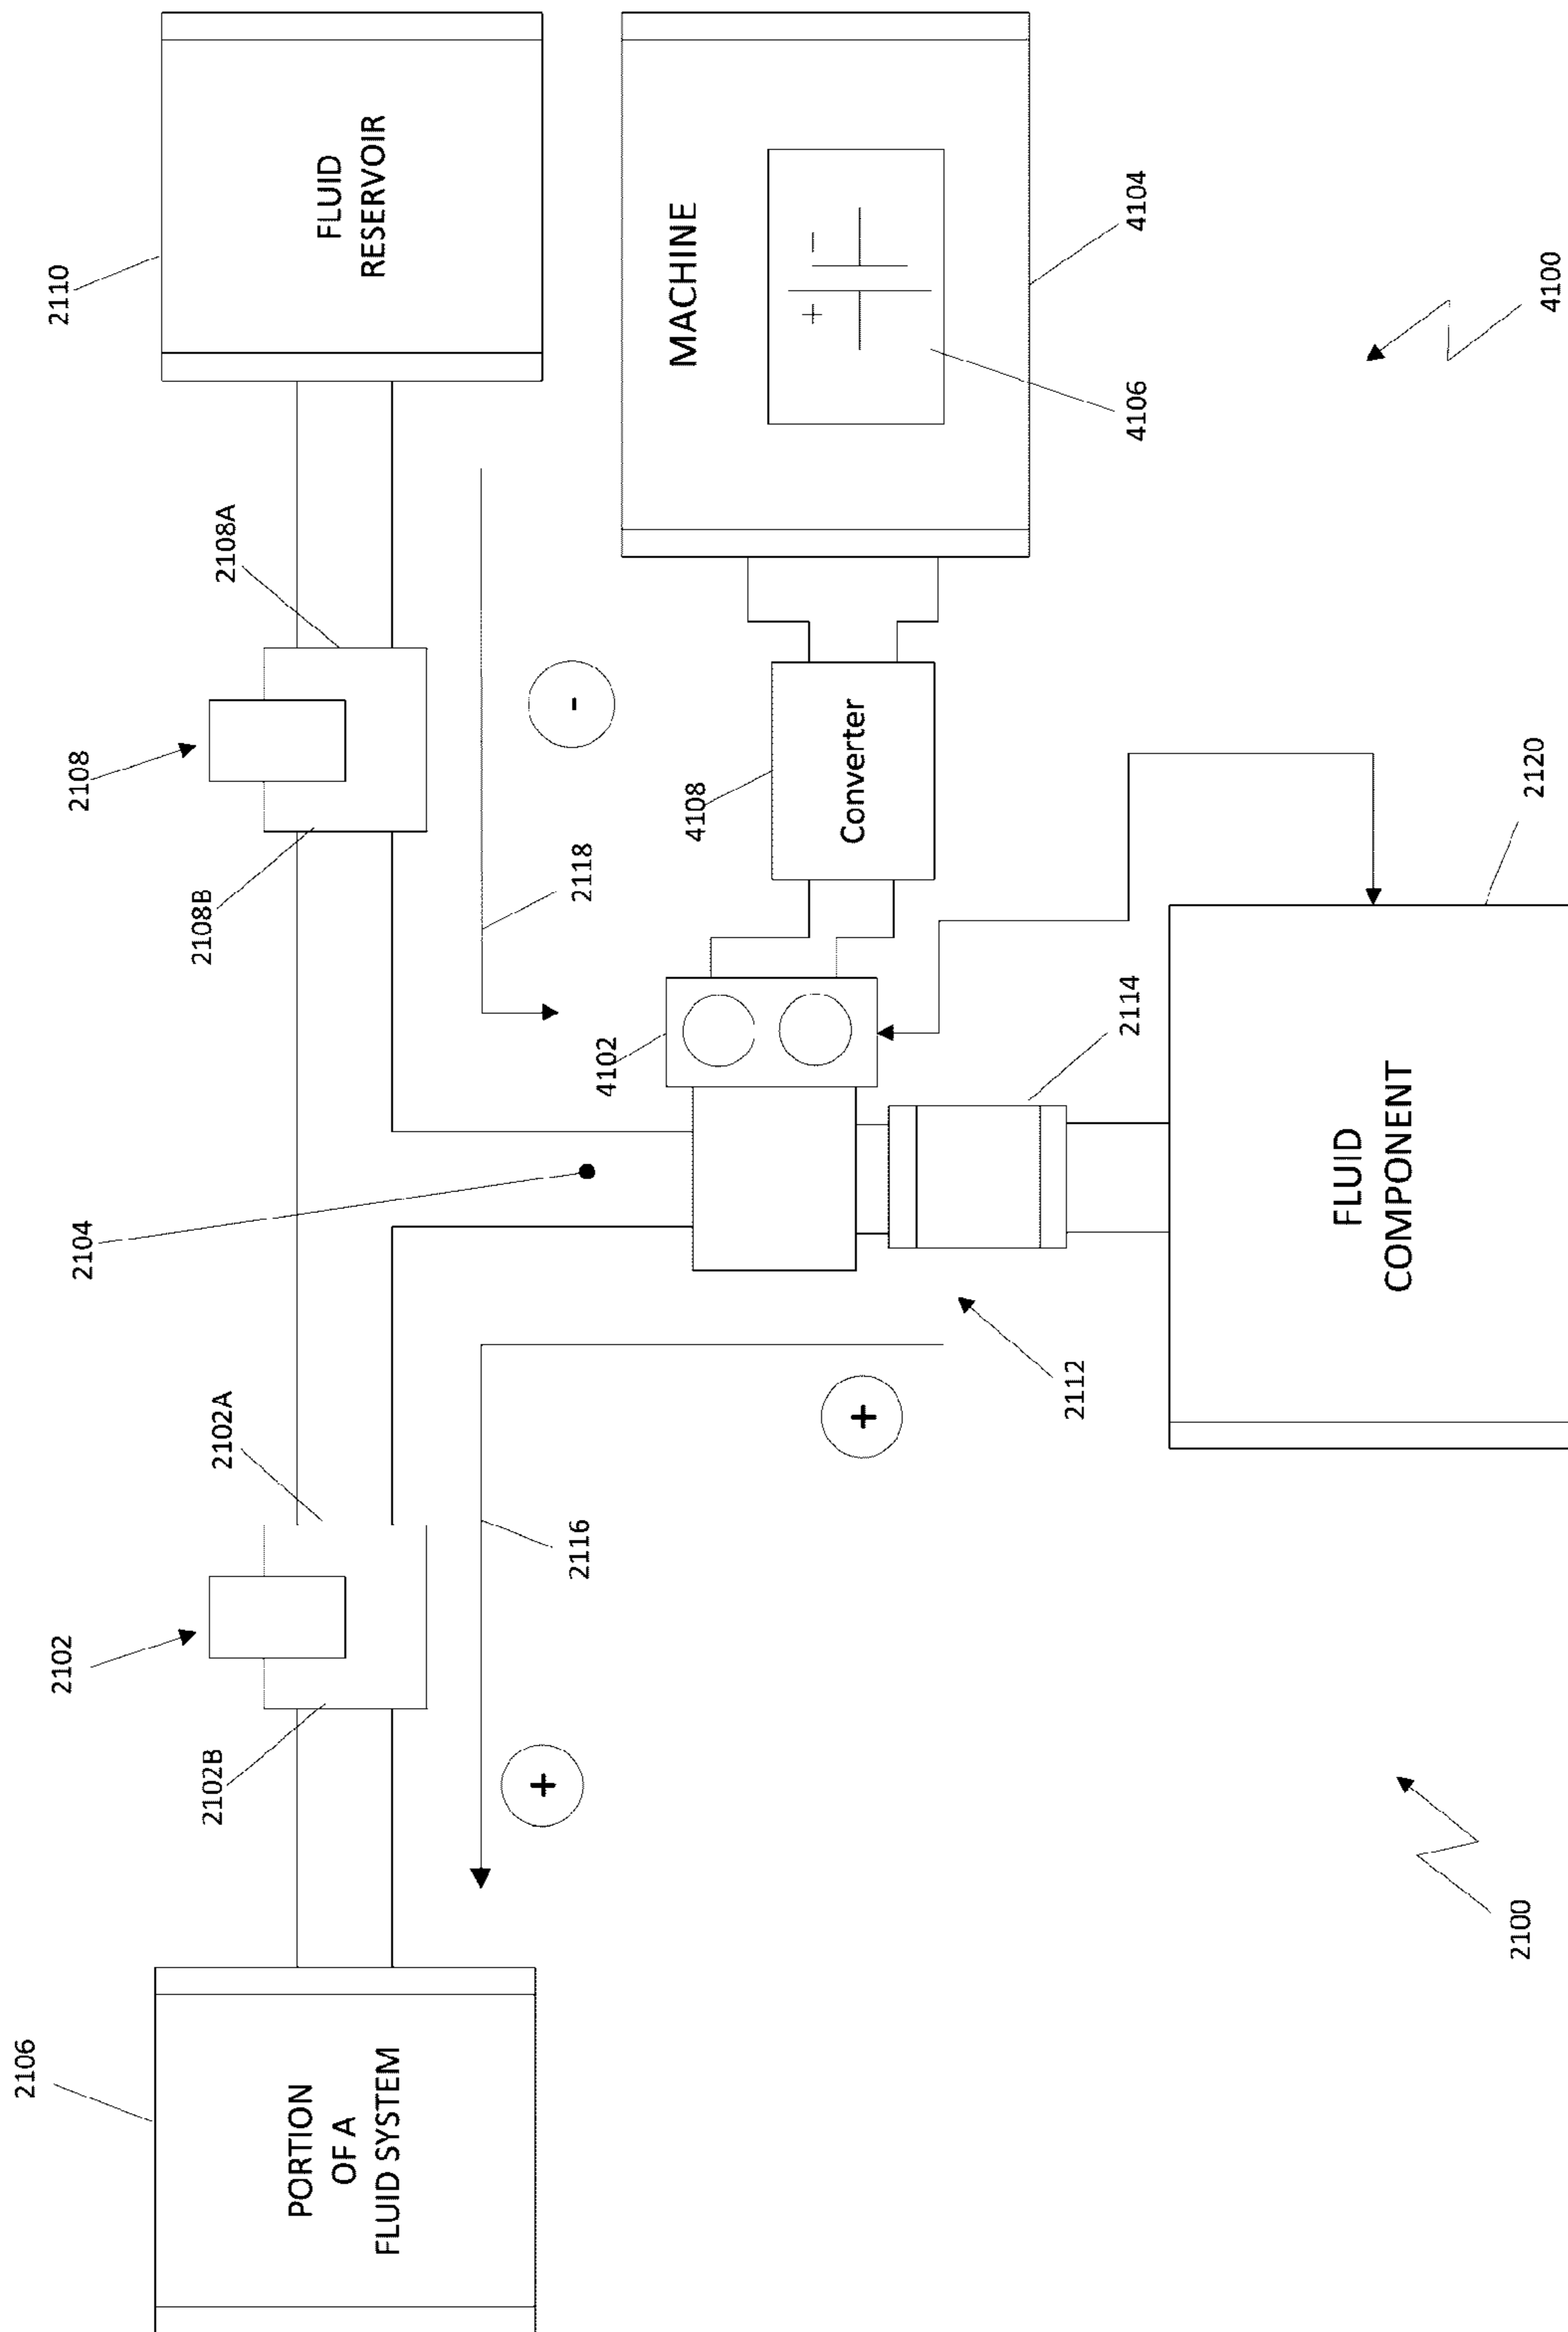 2106
PORTION
OF A
FLUID SYSTEM
2102
2102B
2102A
2104
2108
2108B
2108A
2110
FLUID
RESERVOIR
2116
+
+
2118
-
4102
4108
Converter
MACHINE
+ −
4106
4104
2112
2114
2120
FLUID
COMPONENT
2100
4100